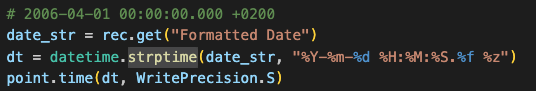 # 2006-04-01 00:00:00.000 +0200
date_str = rec.get("Formatted Date")
dt = datetime.strptime(date_str, "%Y-%m-%d %H:%M:%S.%f %z")
point.time(dt, WritePrecision.S)